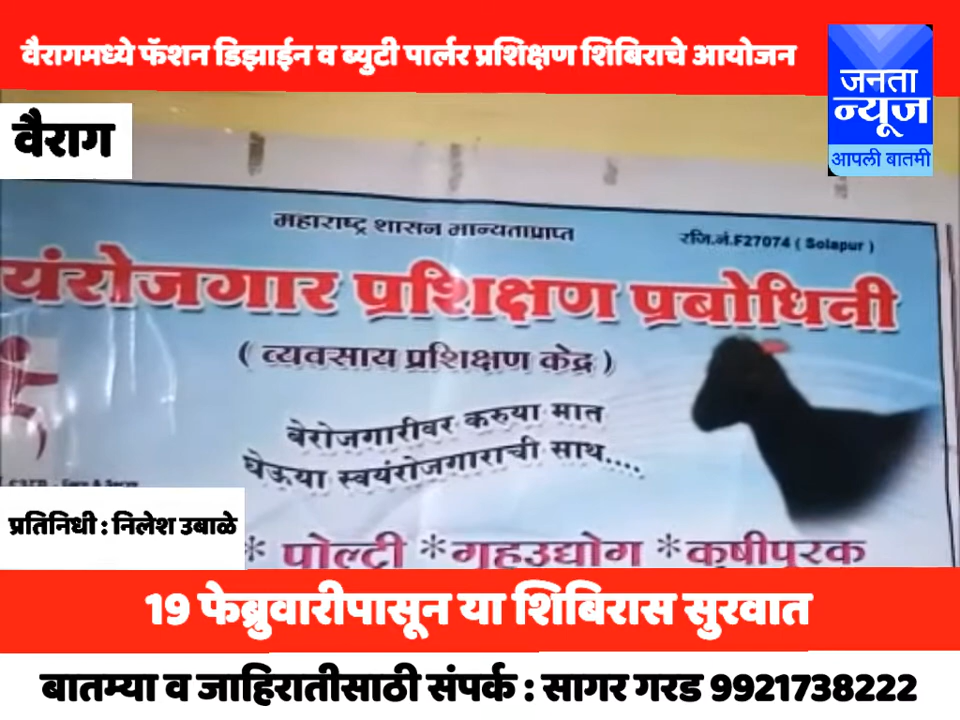 वैरागमध्ये फॅशन डिझाईन व ब्युटी पार्लर प्रशिक्षण शिबिराचे आयोजन
जनता
न्यूज
आपली बातमी
वैराग
महाराष्ट्र शासन मान्यताप्राप्त
रजि.नं.F27074 ( Solapur )
यंरोजगार प्रशिक्षण प्रबोधिनी
( व्यवसाय प्रशिक्षण केंद्र )
बेरोजगारीवर करुया मात
घेऊया स्वयंरोजगाराची साथ....
प्रतिनिधी : निलेश उबाळे
* पोल्ट्री *गृहउद्योग *कृषीपूरक
19 फेब्रुवारीपासून या शिबिरास सुरवात
बातम्या व जाहिरातीसाठी संपर्क : सागर गरड 9921738222